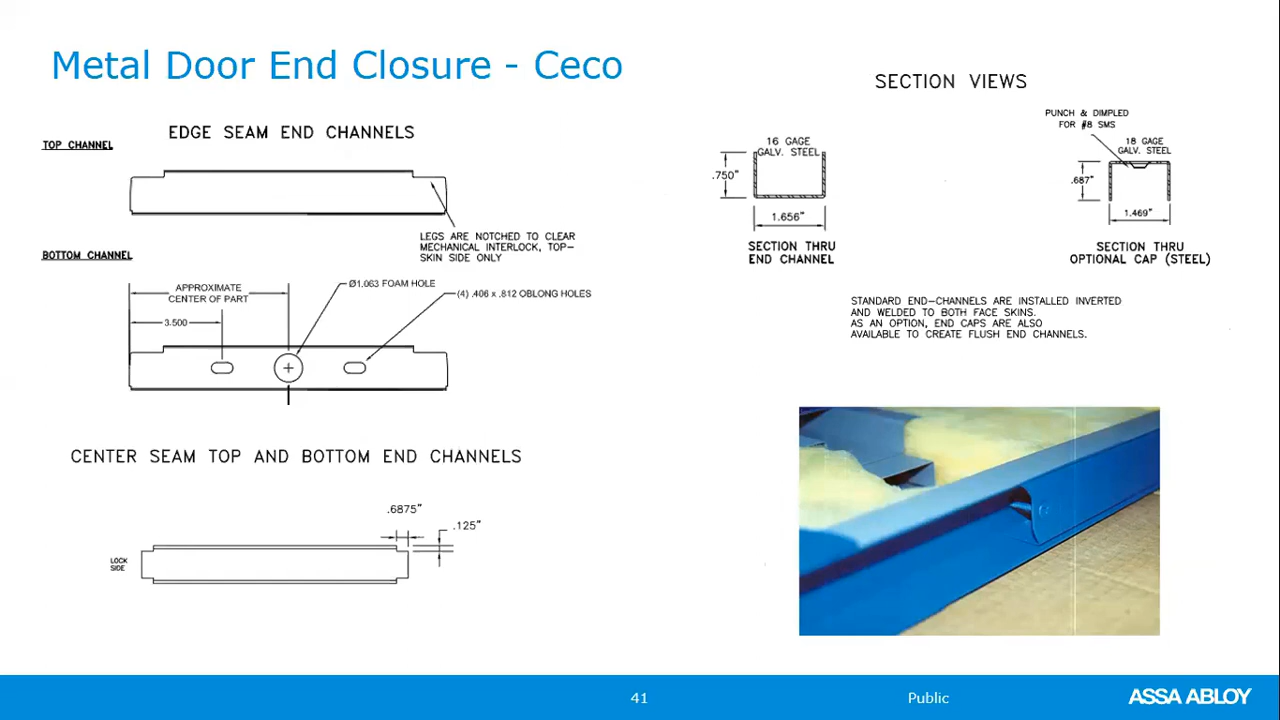 Metal Door End Closure - Ceco
EDGE SEAM END CHANNELS
TOP CHANNEL
LEGS ARE NOTCHED TO CLEAR
MECHANICAL INTERLOCK, TOP-
SKIN SIDE ONLY
BOTTOM CHANNEL
APPROXIMATE
CENTER OF PART
Ø1.063 FOAM HOLE
(4) .406 x .812 OBLONG HOLES
3.500
CENTER SEAM TOP AND BOTTOM END CHANNELS
.6875"
.125"
LOCK
SIDE
SECTION VIEWS
16 GAGE
GALV. STEEL
.750"
1.656"
SECTION THRU
END CHANNEL
PUNCH & DIMPLED
FOR #8 SMS
18 GAGE
GALV. STEEL
.687"
1.469"
SECTION THRU
OPTIONAL CAP (STEEL)
STANDARD END-CHANNELS ARE INSTALLED INVERTED
AND WELDED TO BOTH FACE SKINS.
AS AN OPTION, END CAPS ARE ALSO
AVAILABLE TO CREATE FLUSH END CHANNELS.
41
Public
ASSA ABLOY